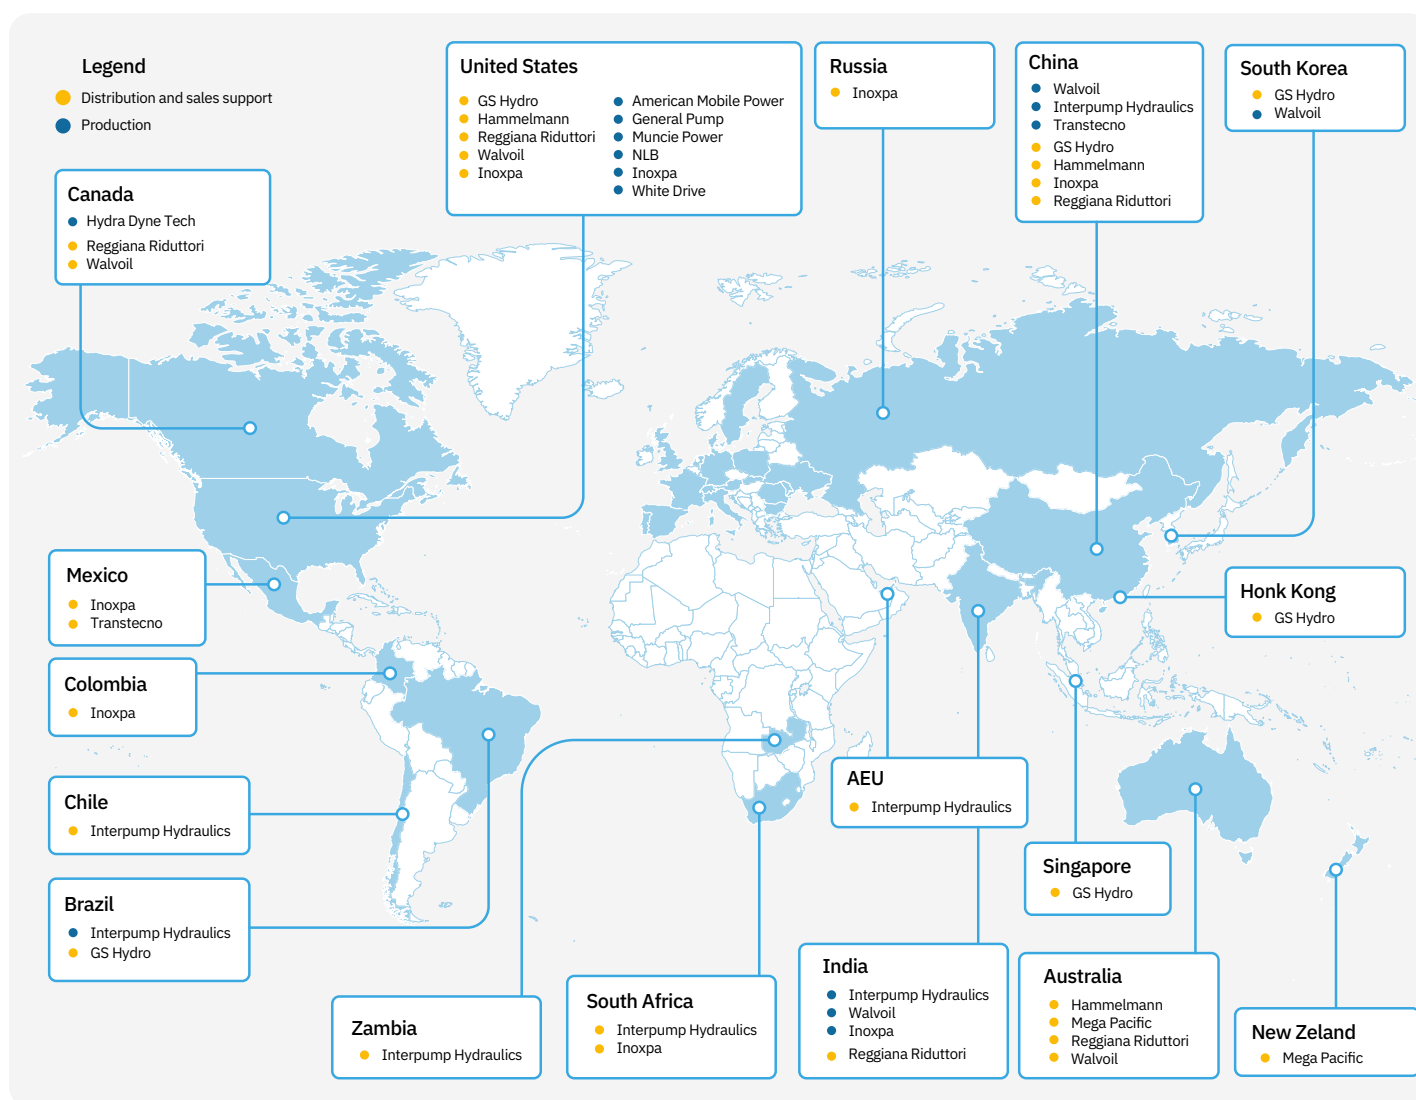 Legend
Distribution and sales support
Production
United States
GS Hydro
Hammelmann
Reggiana Riduttori
Walvoil
Inoxpa
American Mobile Power
General Pump
Muncie Power
NLB
Inoxpa
White Drive
Russia
Inoxpa
China
Walvoil
Interpump Hydraulics
Transtecno
GS Hydro
Hammelmann
Inoxpa
Reggiana Riduttori
South Korea
GS Hydro
Walvoil
Canada
Hydra Dyne Tech
Reggiana Riduttori
Walvoil
Mexico
Inoxpa
Transtecno
Honk Kong
GS Hydro
Colombia
Inoxpa
Chile
Interpump Hydraulics
AEU
Interpump Hydraulics
Singapore
GS Hydro
Brazil
Interpump Hydraulics
GS Hydro
Zambia
Interpump Hydraulics
South Africa
Interpump Hydraulics
Inoxpa
India
Interpump Hydraulics
Walvoil
Inoxpa
Reggiana Riduttori
Australia
Hammelmann
Mega Pacific
Reggiana Riduttori
Walvoil
New Zeland
Mega Pacific